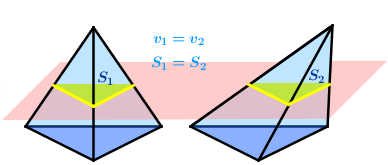 v₁ = v₂
S₁ = S₂
S₁
S₂